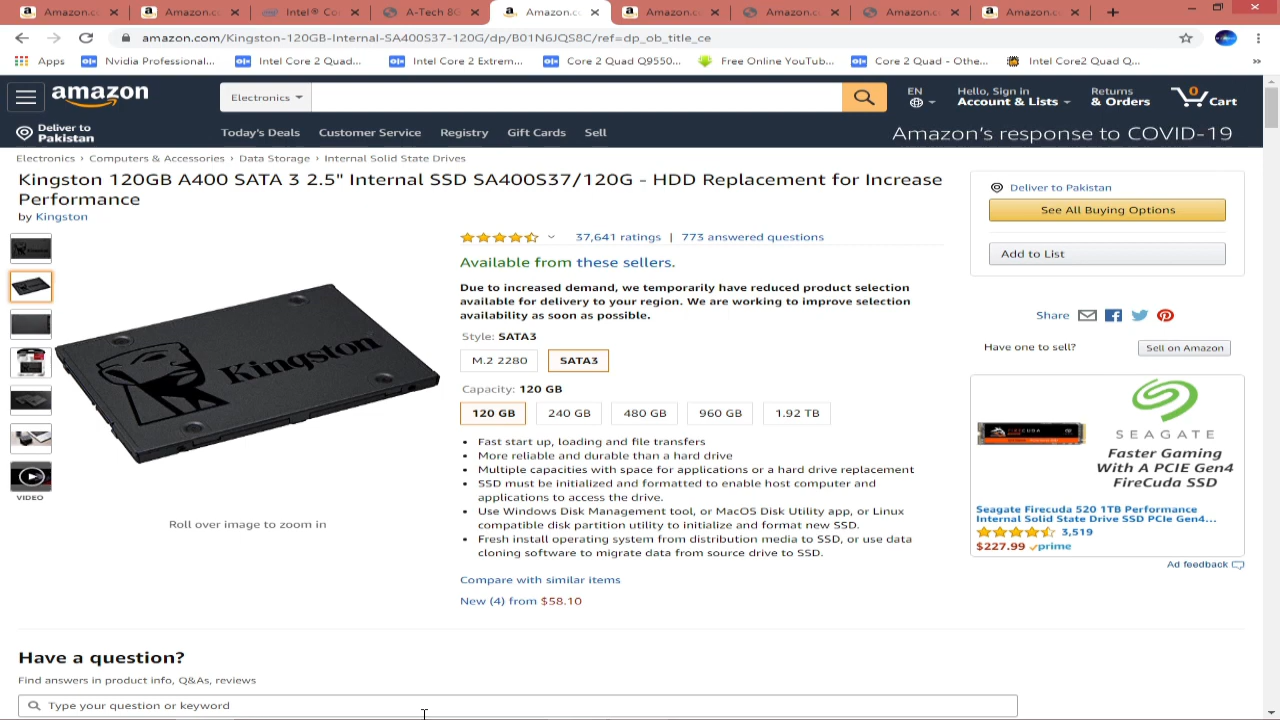 Amazon.c
Amazon.c
Intel® Co
A-Tech 8G
Amazon.c
Amazon.c
Amazon.c
Amazon.c
Amazon.c
amazon.com/Kingston-120GB-Internal-SA400S37-120G/dp/B01N6JQS8C/ref=dp_ob_title_ce
Apps
Nvidia Professional...
Intel Core 2 Quad...
Intel Core 2 Extrem...
Core 2 Quad Q9550...
Free Online YouTub...
Core 2 Quad - Othe...
Intel Core2 Quad Q...
»
amazon
Electronics
EN
Hello, Sign in
Account & Lists
Returns
& Orders
0
Cart
Deliver to
Pakistan
Today's Deals
Customer Service
Registry
Gift Cards
Sell
Amazon's response to COVID-19
Electronics › Computers & Accessories › Data Storage › Internal Solid State Drives
Kingston 120GB A400 SATA 3 2.5" Internal SSD SA400S37/120G - HDD Replacement for Increase
Performance
by Kingston
Kingston
VIDEO
Roll over image to zoom in
37,641 ratings | 773 answered questions
Available from these sellers.
Due to increased demand, we temporarily have reduced product selection
available for delivery to your region. We are working to improve selection
availability as soon as possible.
Style: SATA3
M.2 2280
SATA3
Capacity: 120 GB
120 GB
240 GB
480 GB
960 GB
1.92 TB
• Fast start up, loading and file transfers
• More reliable and durable than a hard drive
• Multiple capacities with space for applications or a hard drive replacement
• SSD must be initialized and formatted to enable host computer and
applications to access the drive.
• Use Windows Disk Management tool, or MacOS Disk Utility app, or Linux
compatible disk partition utility to initialize and format new SSD.
• Fresh install operating system from distribution media to SSD, or use data
cloning software to migrate data from source drive to SSD.
Compare with similar items
New (4) from $58.10
Deliver to Pakistan
See All Buying Options
Add to List
Share
Have one to sell?
Sell on Amazon
SEAGATE
Faster Gaming
With A PCIE Gen4
FireCuda SSD
Seagate Firecuda 520 1TB Performance
Internal Solid State Drive SSD PCIe Gen4...
3,519
$227.99 prime
Ad feedback
Have a question?
Find answers in product info, Q&As, reviews
Type your question or keyword